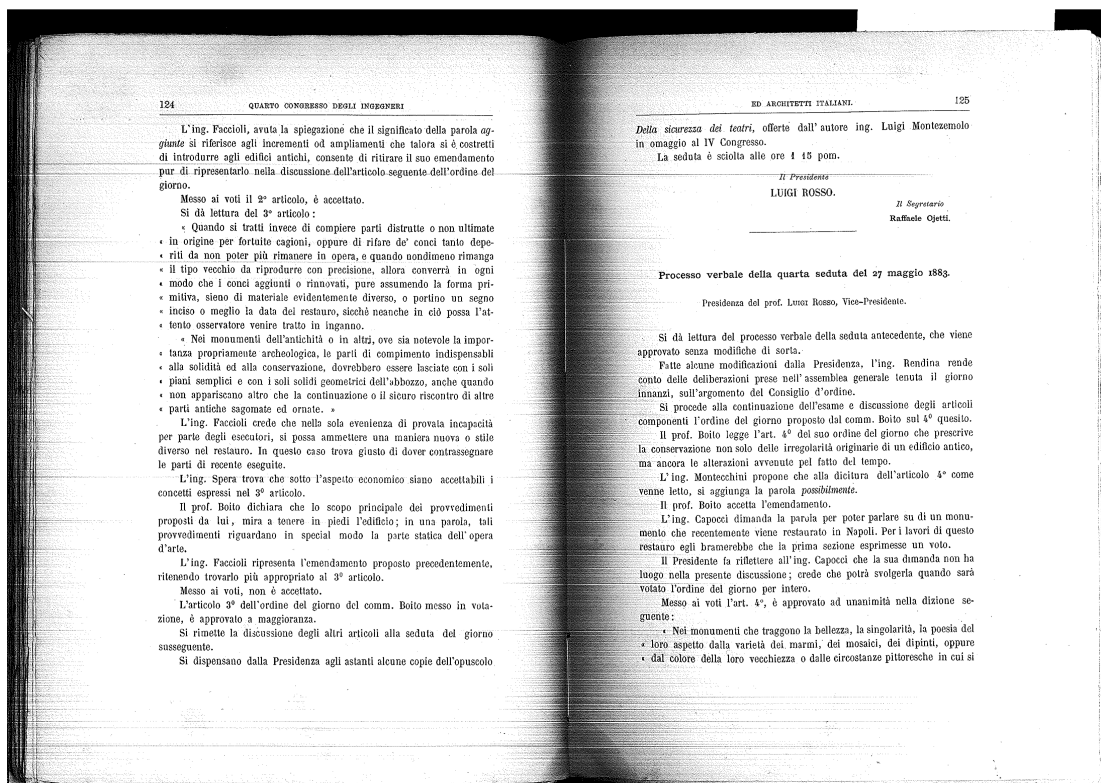 124 QUARTO CONGRESSO DEGLI INGEGNERI
L'ing. Faccioli, avuta la spiegazione che il significato della parola ag-
giunte si riferisce agli incrementi od ampliamenti che talora si è costretti
di introdurre agli edifici antichi, consente di ritirare il suo emendamento
pur di ripresentarlo nella discussione dell'articolo seguente dell'ordine del
giorno.
Messo ai voti il 2° articolo, è accettato.
Si dà lettura del 3° articolo :
« Quando si tratti invece di compiere parti distrutte o non ultimate
« in origine per fortuite cagioni, oppure di rifare de' conci tanto depe-
« riti da non poter più rimanere in opera, e quando nondimeno rimanga
« il tipo vecchio da riprodurre con precisione, allora converrà in ogni
« modo che i conci aggiunti o rinnovati, pure assumendo la forma pri-
« mitiva, sieno di materiale evidentemente diverso, o portino un segno
« inciso o meglio la data del restauro, sicchè neanche in ciò possa l'at-
« tento osservatore venire tratto in inganno.
« Nei monumenti dell'antichità o in altri, ove sia notevole la impor-
« tanza propriamente archeologica, le parti di compimento indispensabili
« alla solidità ed alla conservazione, dovrebbero essere lasciate con i soli
« piani semplici e con i soli solidi geometrici dell'abbozzo, anche quando
« non appariscano altro che la continuazione o il sicuro riscontro di altre
« parti antiche sagomate ed ornate. »
L'ing. Faccioli crede che nella sola evenienza di provata incapacità
per parte degli esecutori, si possa ammettere una maniera nuova o stile
diverso nel restauro. In questo caso trova giusto di dover contrassegnare
le parti di recente eseguite.
L'ing. Spera trova che sotto l'aspetto economico siano accettabili i
concetti espressi nel 3° articolo.
Il prof. Boito dichiara che lo scopo principale dei provvedimenti
proposti da lui, mira a tenere in piedi l'edificio; in una parola, tali
provvedimenti riguardano in special modo la parte statica dell'opera
d'arte.
L'ing. Faccioli ripresenta l'emendamento proposto precedentemente,
ritenendo trovarlo più appropriato al 3° articolo.
Messo ai voti, non è accettato.
L'articolo 3° dell'ordine del giorno del comm. Boito messo in vota-
zione, è approvato a maggioranza.
Si rimette la discussione degli altri articoli alla seduta del giorno
susseguente.
Si dispensano dalla Presidenza agli astanti alcune copie dell'opuscolo
ED ARCHITETTI ITALIANI. 125
Della sicurezza dei teatri, offerte dall'autore ing. Luigi Montezemolo
in omaggio al IV Congresso.
La seduta è sciolta alle ore 1 15 pom.
Il Presidente
LUIGI ROSSO.
Il Segretario
Raffaele Ojetti.
Processo verbale della quarta seduta del 27 maggio 1883.
Presidenza del prof. LUIGI ROSSO, Vice-Presidente.
Si dà lettura del processo verbale della seduta antecedente, che viene
approvato senza modifiche di sorta.
Fatte alcune modificazioni dalla Presidenza, l'ing. Rendina rende
conto delle deliberazioni prese nell'assemblea generale tenuta il giorno
innanzi, sull'argomento del Consiglio d'ordine.
Si procede alla continuazione dell'esame e discussione degli articoli
componenti l'ordine del giorno proposto dal comm. Boito sul 4° quesito.
Il prof. Boito legge l'art. 4° del suo ordine del giorno che prescrive
la conservazione non solo delle irregolarità originarie di un edificio antico,
ma ancora le alterazioni avvenute pel fatto del tempo.
L'ing. Montecchini propone che alla dicitura dell'articolo 4° come
venne letto, si aggiunga la parola possibilmente.
Il prof. Boito accetta l'emendamento.
L'ing. Capocci dimanda la parola per poter parlare su di un monu-
mento che recentemente viene restaurato in Napoli. Per i lavori di questo
restauro egli bramerebbe che la prima sezione esprimesse un voto.
Il Presidente fa riflettere all'ing. Capocci che la sua dimanda non ha
luogo nella presente discussione; crede che potrà svolgerla quando sarà
votato l'ordine del giorno per intero.
Messo ai voti l'art. 4°, è approvato ad unanimità nella dizione se-
guente :
« Nei monumenti che traggono la bellezza, la singolarità, la poesia del
« loro aspetto dalla varietà dei marmi, dei mosaici, dei dipinti, oppure
« dal colore della loro vecchiezza o dalle circostanze pittoresche in cui si